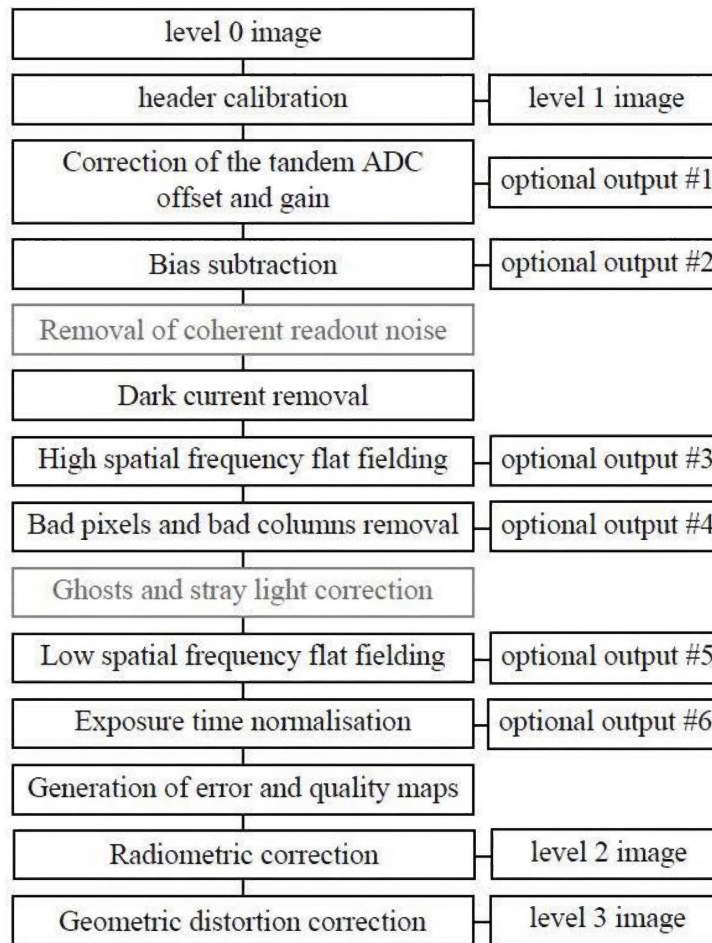 level 0 image
header calibration
level 1 image
Correction of the tandem ADC
offset and gain
optional output #1
Bias subtraction
optional output #2
Removal of coherent readout noise
Dark current removal
High spatial frequency flat fielding
optional output #3
Bad pixels and bad columns removal
optional output #4
Ghosts and stray light correction
Low spatial frequency flat fielding
optional output #5
Exposure time normalisation
optional output #6
Generation of error and quality maps
Radiometric correction
level 2 image
Geometric distortion correction
level 3 image